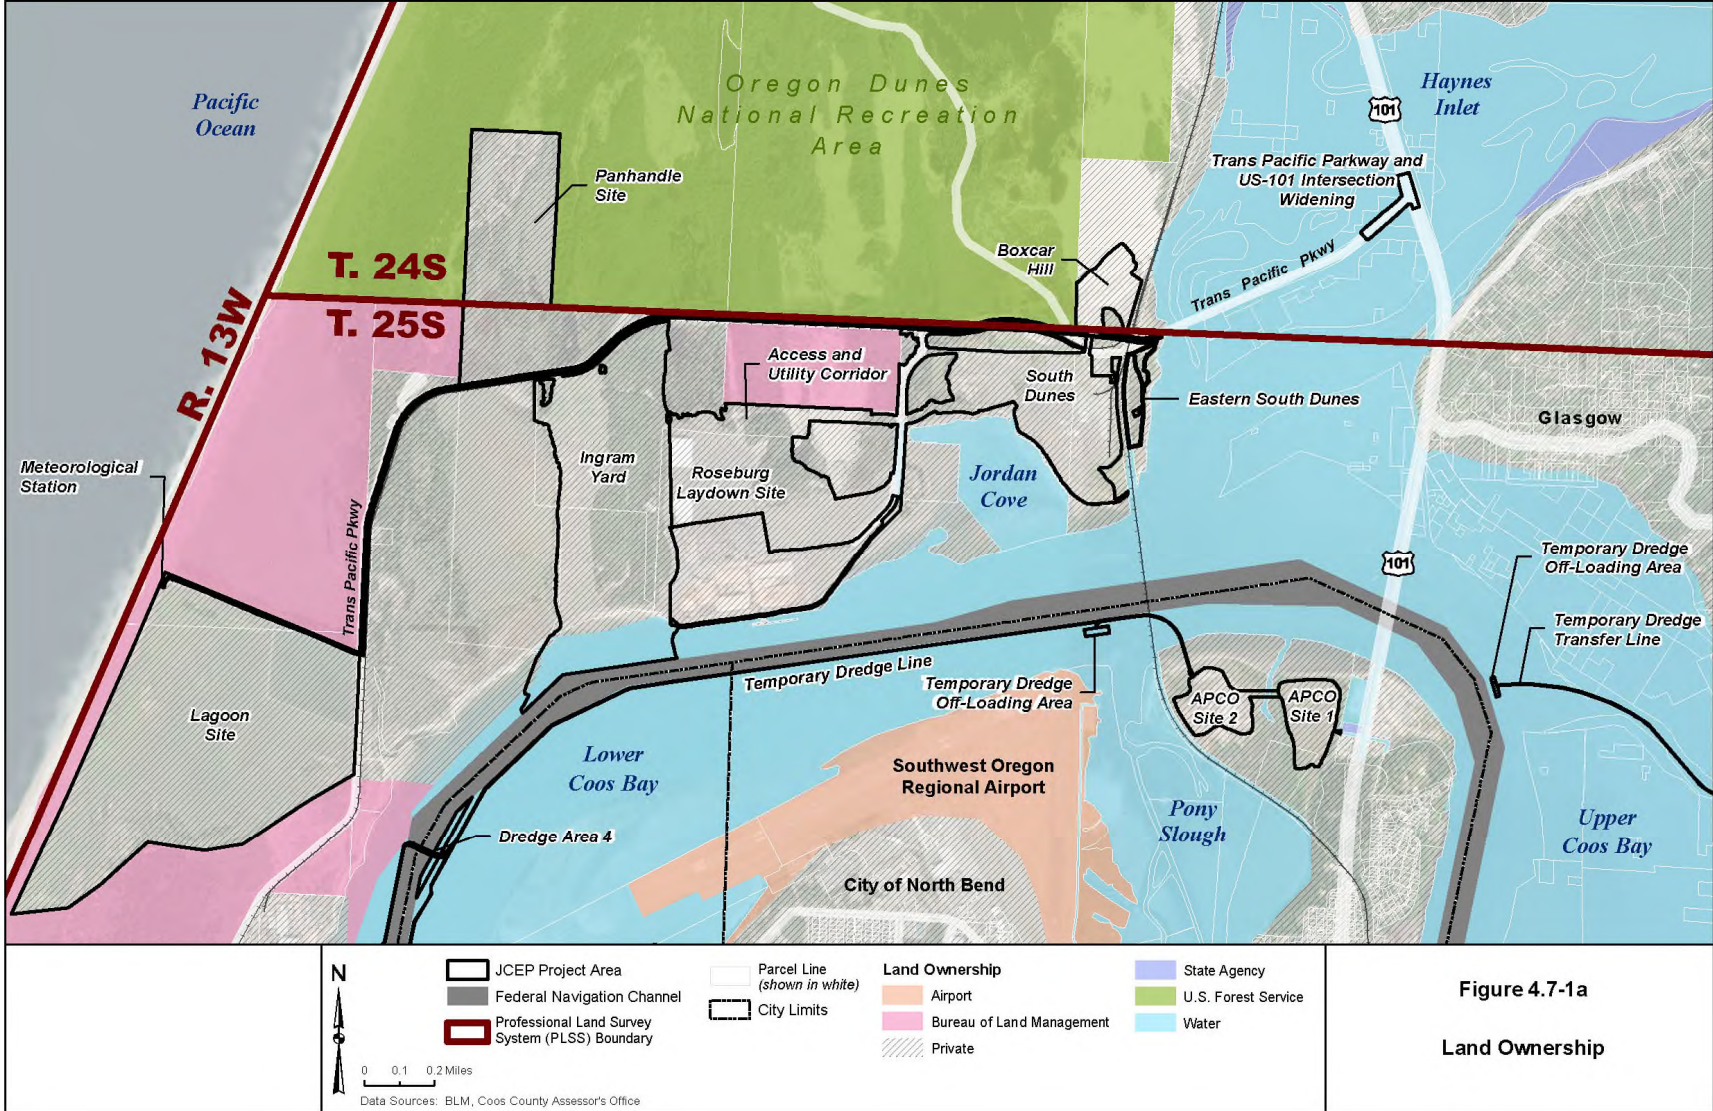 Pacific
Ocean
Oregon Dunes
National Recreation
Area
Haynes
Inlet
101
Trans Pacific Parkway and
US-101 Intersection
Widening
Panhandle
Site
Boxcar
Hill
Trans Pacific Pkwy
T. 24S
T. 25S
R. 13W
Access and
Utility Corridor
South
Dunes
Eastern South Dunes
Glasgow
Meteorological
Station
Ingram
Yard
Roseburg
Laydown Site
Jordan
Cove
Trans Pacific Pkwy
101
Temporary Dredge
Off-Loading Area
Temporary Dredge
Transfer Line
Temporary Dredge Line
Temporary Dredge
Off-Loading Area
APCO
Site 2
APCO
Site 1
Lagoon
Site
Lower
Coos Bay
Southwest Oregon
Regional Airport
Pony
Slough
Upper
Coos Bay
Dredge Area 4
City of North Bend
N
0 0.1 0.2 Miles
Data Sources: BLM, Coos County Assessor's Office
JCEP Project Area
Federal Navigation Channel
Professional Land Survey
System (PLSS) Boundary
Parcel Line
(shown in white)
City Limits
Land Ownership
Airport
Bureau of Land Management
Private
State Agency
U.S. Forest Service
Water
Figure 4.7-1a
Land Ownership